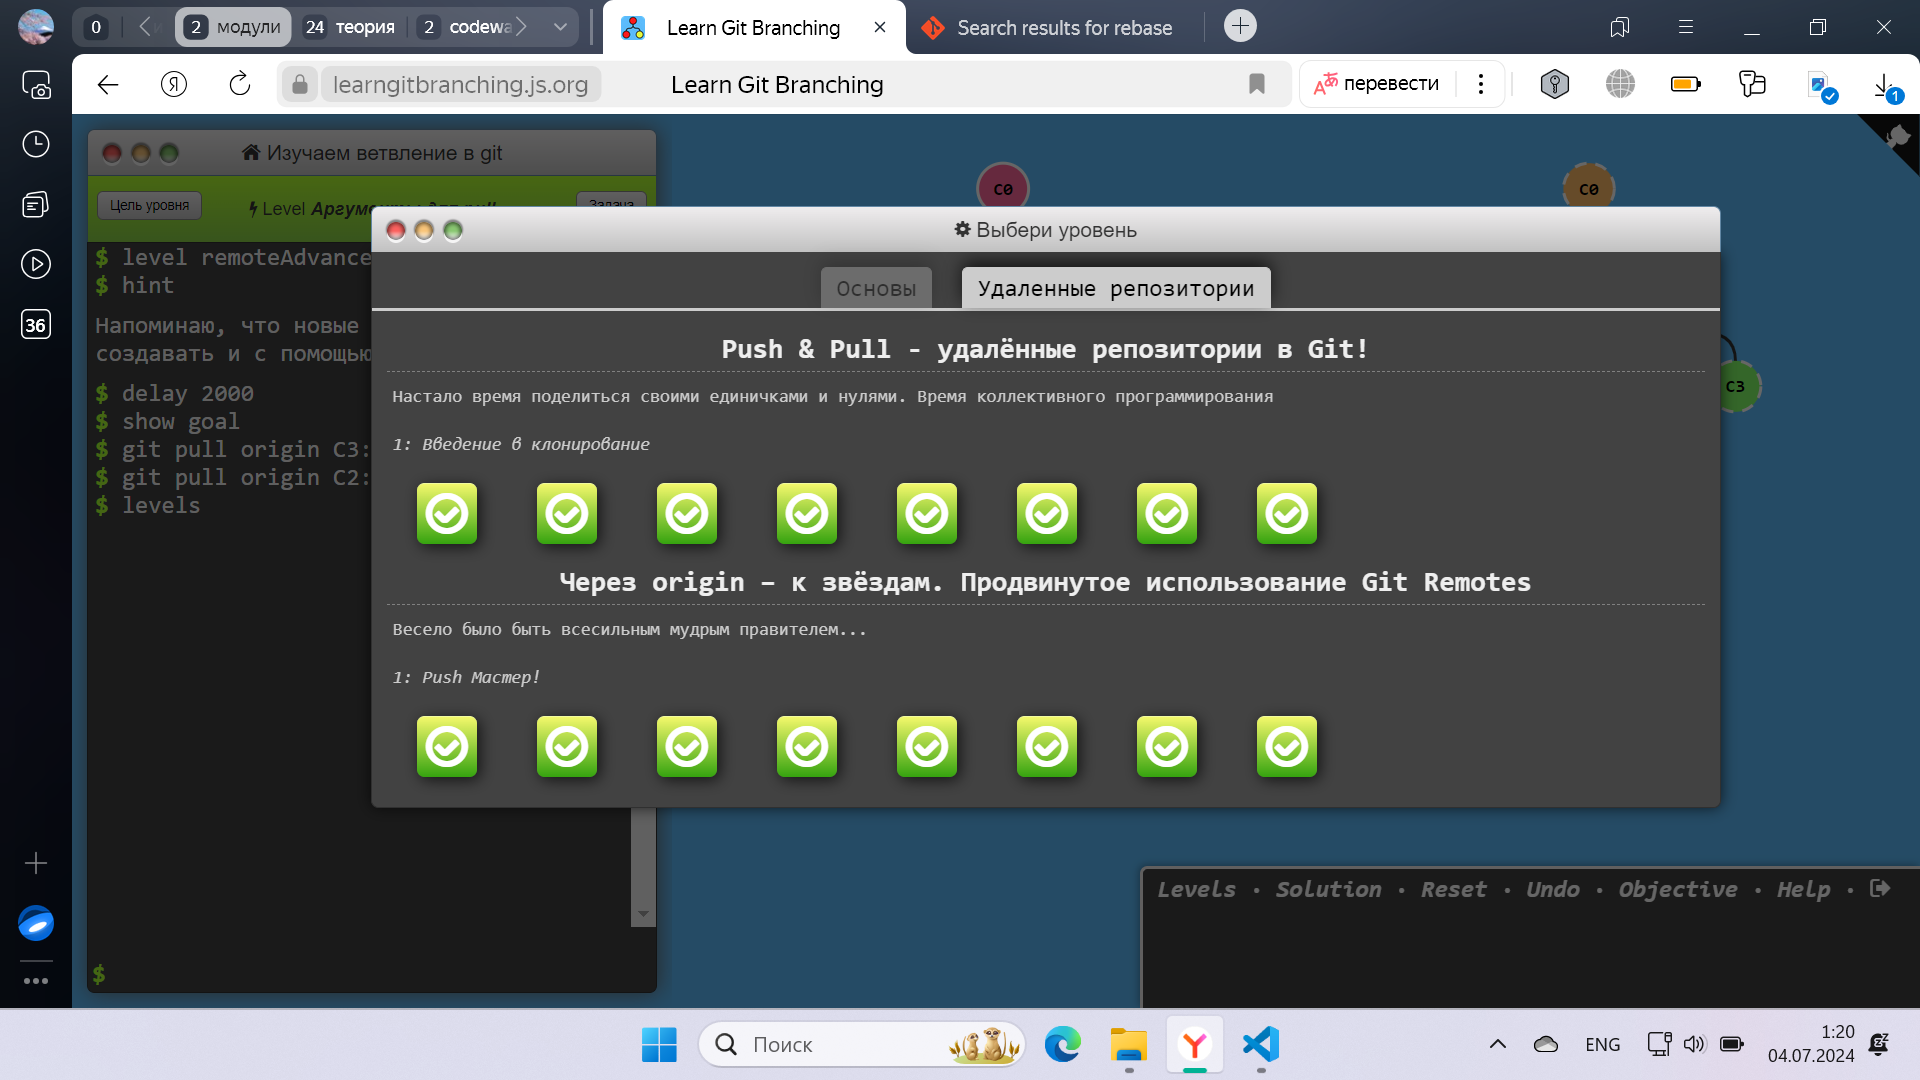 0
2 модули
24 теория
2 codewa
Learn Git Branching
Search results for rebase
Я
learngitbranching.js.org
Learn Git Branching
перевести
1
36
Изучаем ветвление в git
Цель уровня
Level
Задача
C0
C0
C3
$ level remoteAdvance
$ hint
Напоминаю, что новые
создавать и с помощью
$ delay 2000
$ show goal
$ git pull origin C3:
$ git pull origin C2:
$ levels
$
Выбери уровень
Основы
Удаленные репозитории
Push & Pull - удалённые репозитории в Git!
Настало время поделиться своими единичками и нулями. Время коллективного программирования
1: Введение в клонирование
Через origin – к звёздам. Продвинутое использование Git Remotes
Весело было быть всесильным мудрым правителем...
1: Push Мастер!
Levels · Solution · Reset · Undo · Objective · Help ·
Поиск
ENG
1:20
04.07.2024